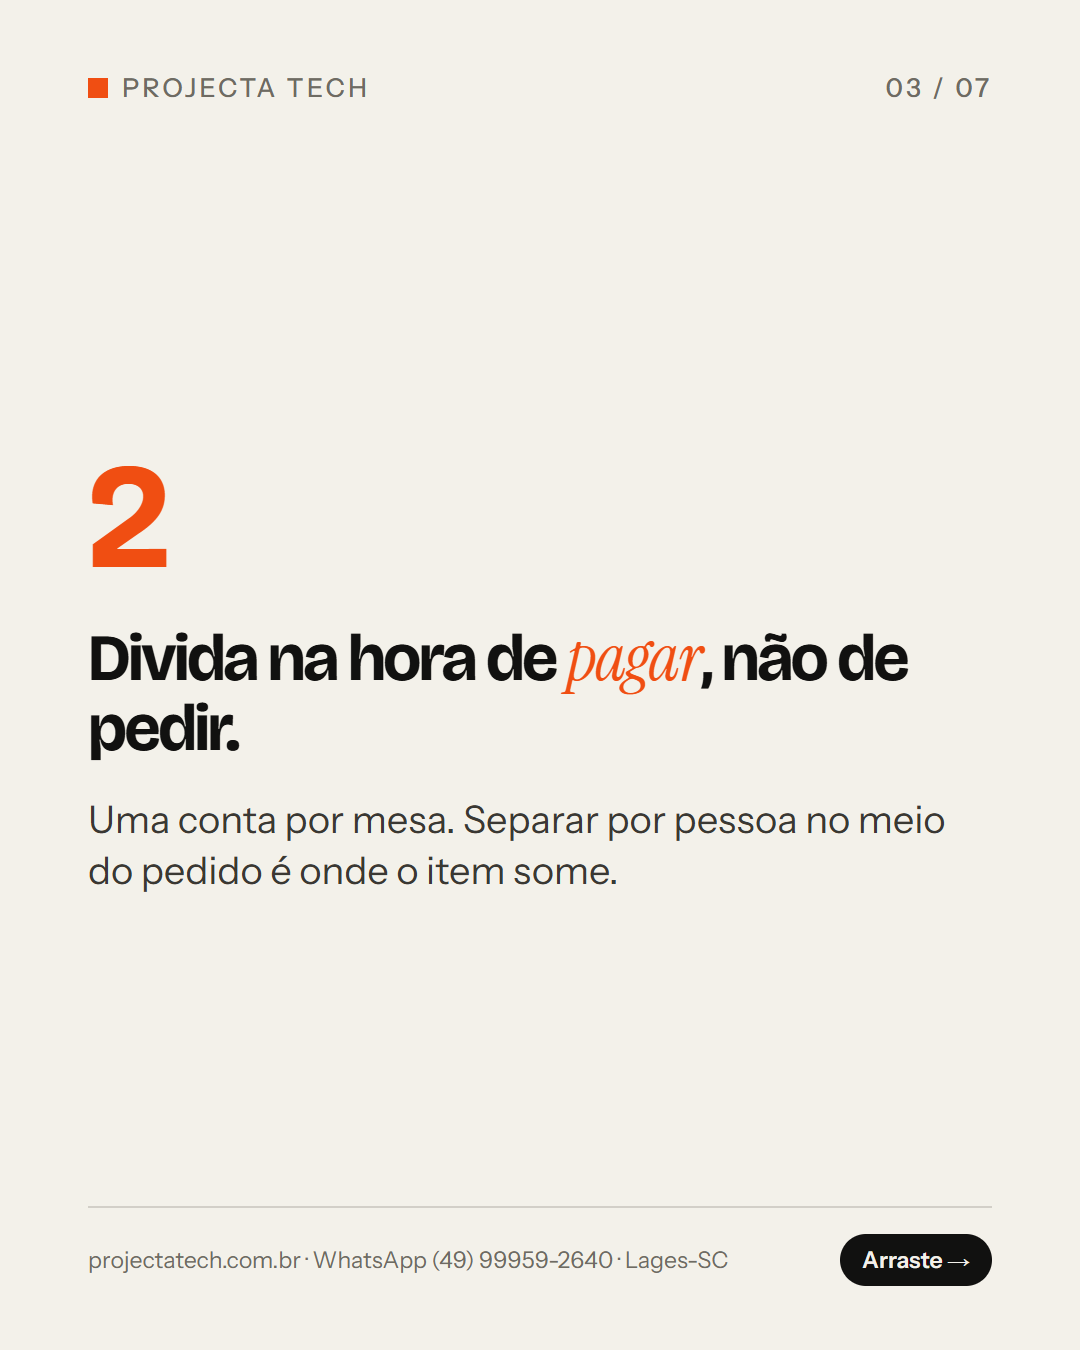 PROJECTA TECH
03 / 07
2
Divida na hora de pagar, não de
pedir.
Uma conta por mesa. Separar por pessoa no meio
do pedido é onde o item some.
projectatech.com.br · WhatsApp (49) 99959-2640 · Lages-SC
Arraste →